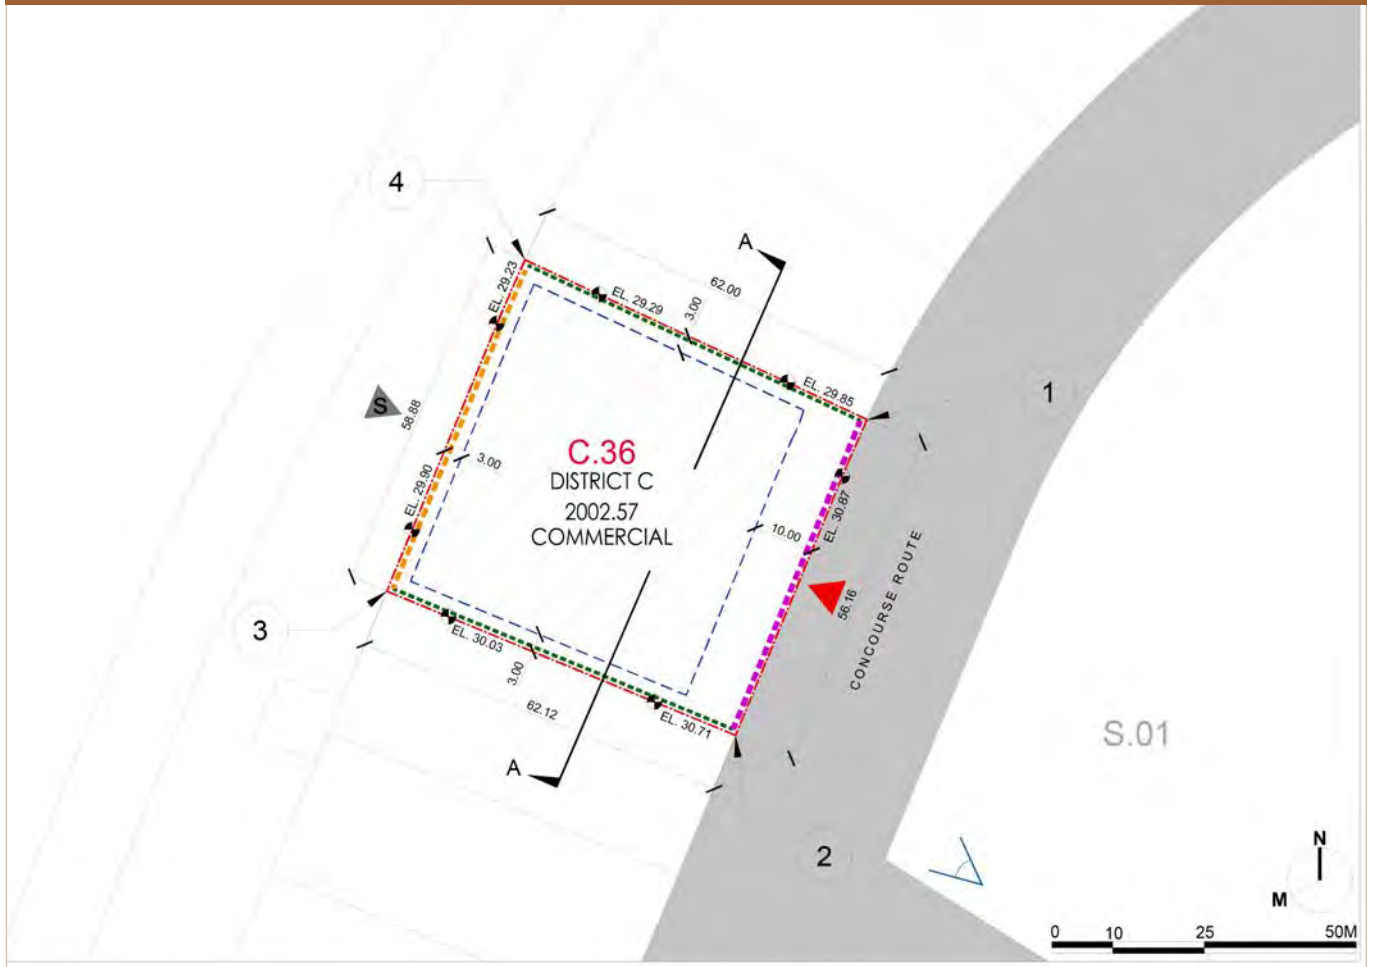 4
A
62.00
EL. 29.23
EL. 29.29
3.00
EL. 29.85
1
S
58.88
EL. 29.90
3.00
C.36
DISTRICT C
2002.57
COMMERCIAL
10.00
EL. 30.87
56.16
CONCOURSE ROUTE
3
EL. 30.03
3.00
62.12
EL. 30.71
A
S.01
2
N
M
0 10 25 50M